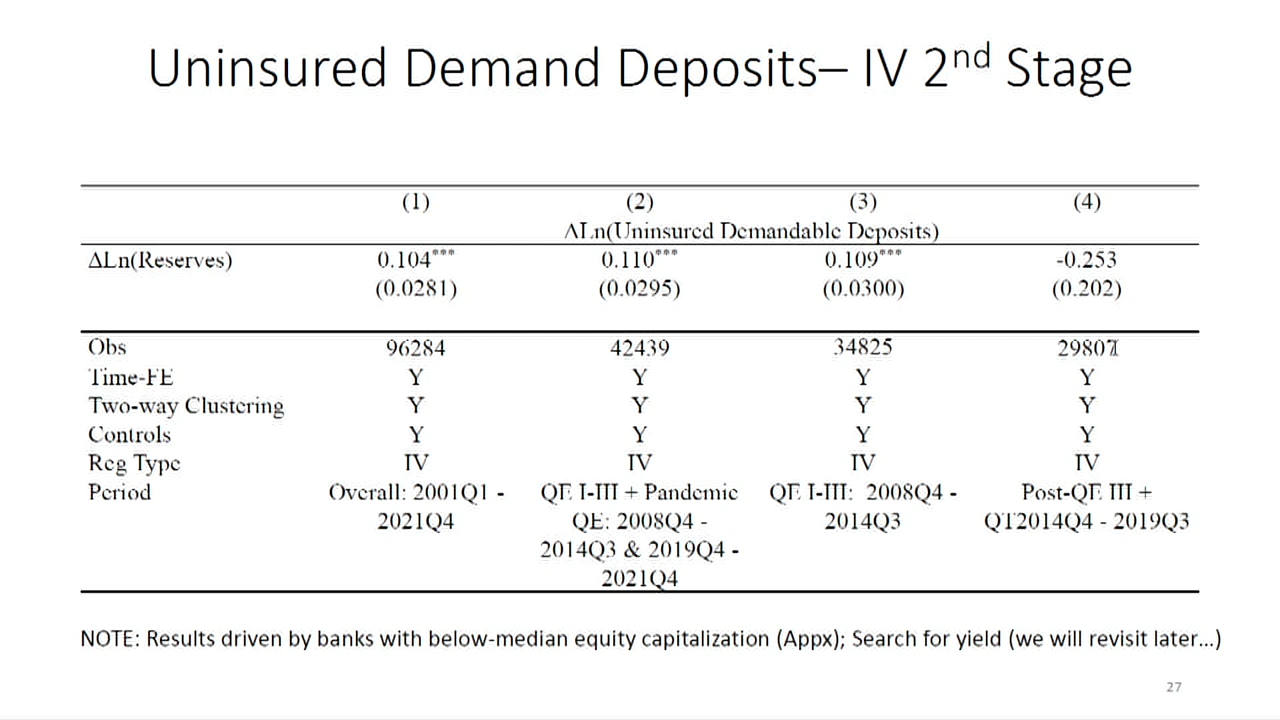 Uninsured Demand Deposits– IV 2nd Stage
(1) (2) (3) (4)
ΔLn(Uninsured Demandable Deposits)
ΔLn(Reserves) 0.104*** 0.110*** 0.109*** -0.253
(0.0281) (0.0295) (0.0300) (0.202)
Obs 96284 42439 34825 29807
Time-FE Y Y Y Y
Two-way Clustering Y Y Y Y
Controls Y Y Y Y
Reg Type IV IV IV IV
Period Overall: 2001Q1 - QE I-III + Pandemic QE I-III: 2008Q4 - Post-QE III +
2021Q4 QE: 2008Q4 - 2014Q3 QT2014Q4 - 2019Q3
2014Q3 & 2019Q4 -
2021Q4
NOTE: Results driven by banks with below-median equity capitalization (Appx); Search for yield (we will revisit later...)
27